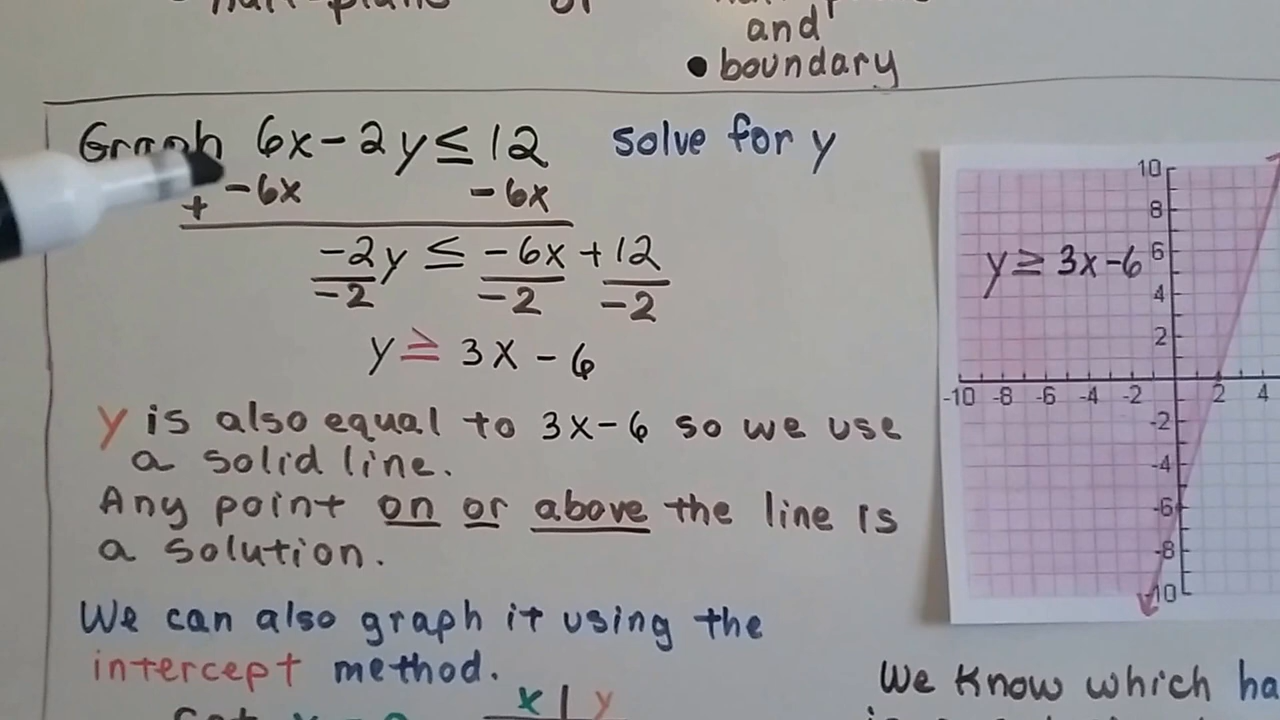 and
• boundary
Graph 6x - 2y ≤ 12 solve for y
+ -6x -6x
-2y ≤ -6x + 12
-2 -2 -2
y ≥ 3x - 6
y is also equal to 3x-6 so we use
a solid line.
Any point on or above the line is
a solution.
We can also graph it using the
intercept method.
x | y
y ≥ 3x-6
10
8
6
4
2
-10 -8 -6 -4 -2 2 4
-2
-4
-6
-8
-10
We know which